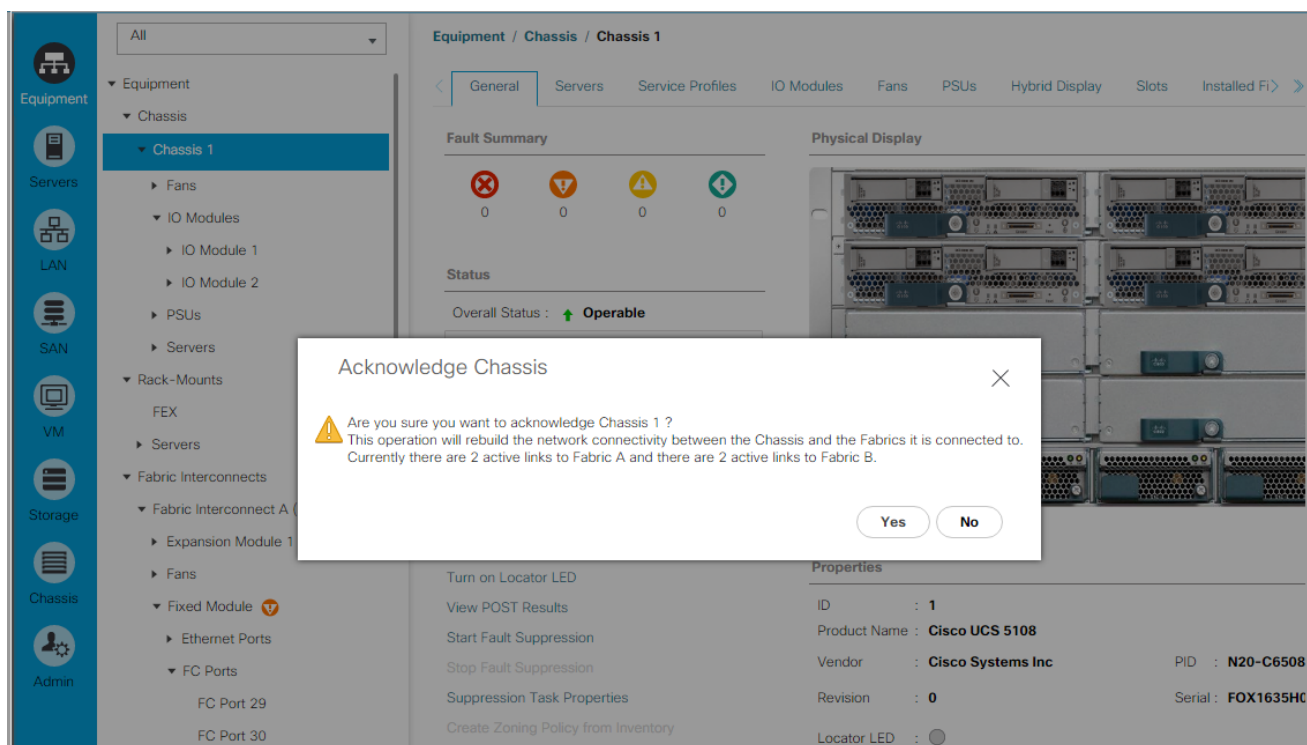 All
Equipment / Chassis / Chassis 1
Equipment
Servers
LAN
SAN
VM
Storage
Chassis
Admin
Equipment
Chassis
Chassis 1
Fans
IO Modules
IO Module 1
IO Module 2
PSUs
Servers
Rack-Mounts
FEX
Servers
Fabric Interconnects
Fabric Interconnect A (
Expansion Module 1
Fans
Fixed Module
Ethernet Ports
FC Ports
FC Port 29
FC Port 30
General Servers Service Profiles IO Modules Fans PSUs Hybrid Display Slots Installed Fi
Fault Summary
0 0 0 0
Status
Overall Status : Operable
Physical Display
Acknowledge Chassis
Are you sure you want to acknowledge Chassis 1 ?
This operation will rebuild the network connectivity between the Chassis and the Fabrics it is connected to.
Currently there are 2 active links to Fabric A and there are 2 active links to Fabric B.
Yes No
Turn on Locator LED
View POST Results
Start Fault Suppression
Stop Fault Suppression
Suppression Task Properties
Create Zoning Policy from Inventory
Properties
ID : 1
Product Name : Cisco UCS 5108
Vendor : Cisco Systems Inc PID : N20-C6508
Revision : 0 Serial : FOX1635H0
Locator LED :